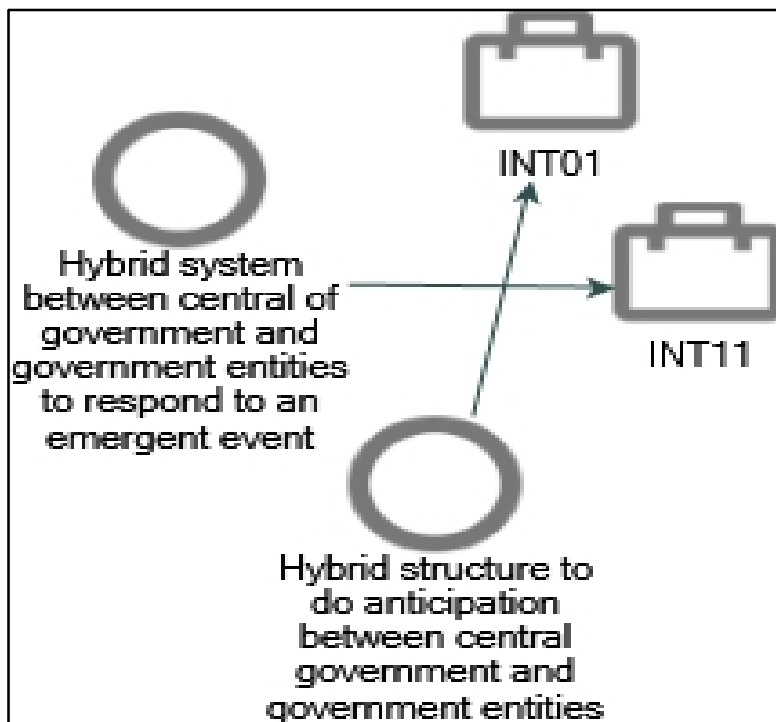 INT01
Hybrid system
between central of
government and
government entities
to respond to an
emergent event
INT11
Hybrid structure to
do anticipation
between central
government and
government entities